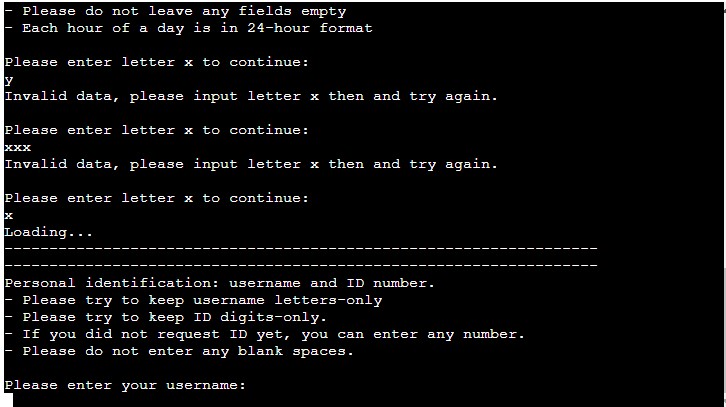 - Please do not leave any fields empty
- Each hour of a day is in 24-hour format
Please enter letter x to continue:
y
Invalid data, please input letter x then and try again.
Please enter letter x to continue:
xxx
Invalid data, please input letter x then and try again.
Please enter letter x to continue:
x
Loading...
------------------------------------------------------------------
------------------------------------------------------------------
Personal identification: username and ID number.
- Please try to keep username letters-only
- Please try to keep ID digits-only.
- If you did not request ID yet, you can enter any number.
- Please do not enter any blank spaces.
Please enter your username: